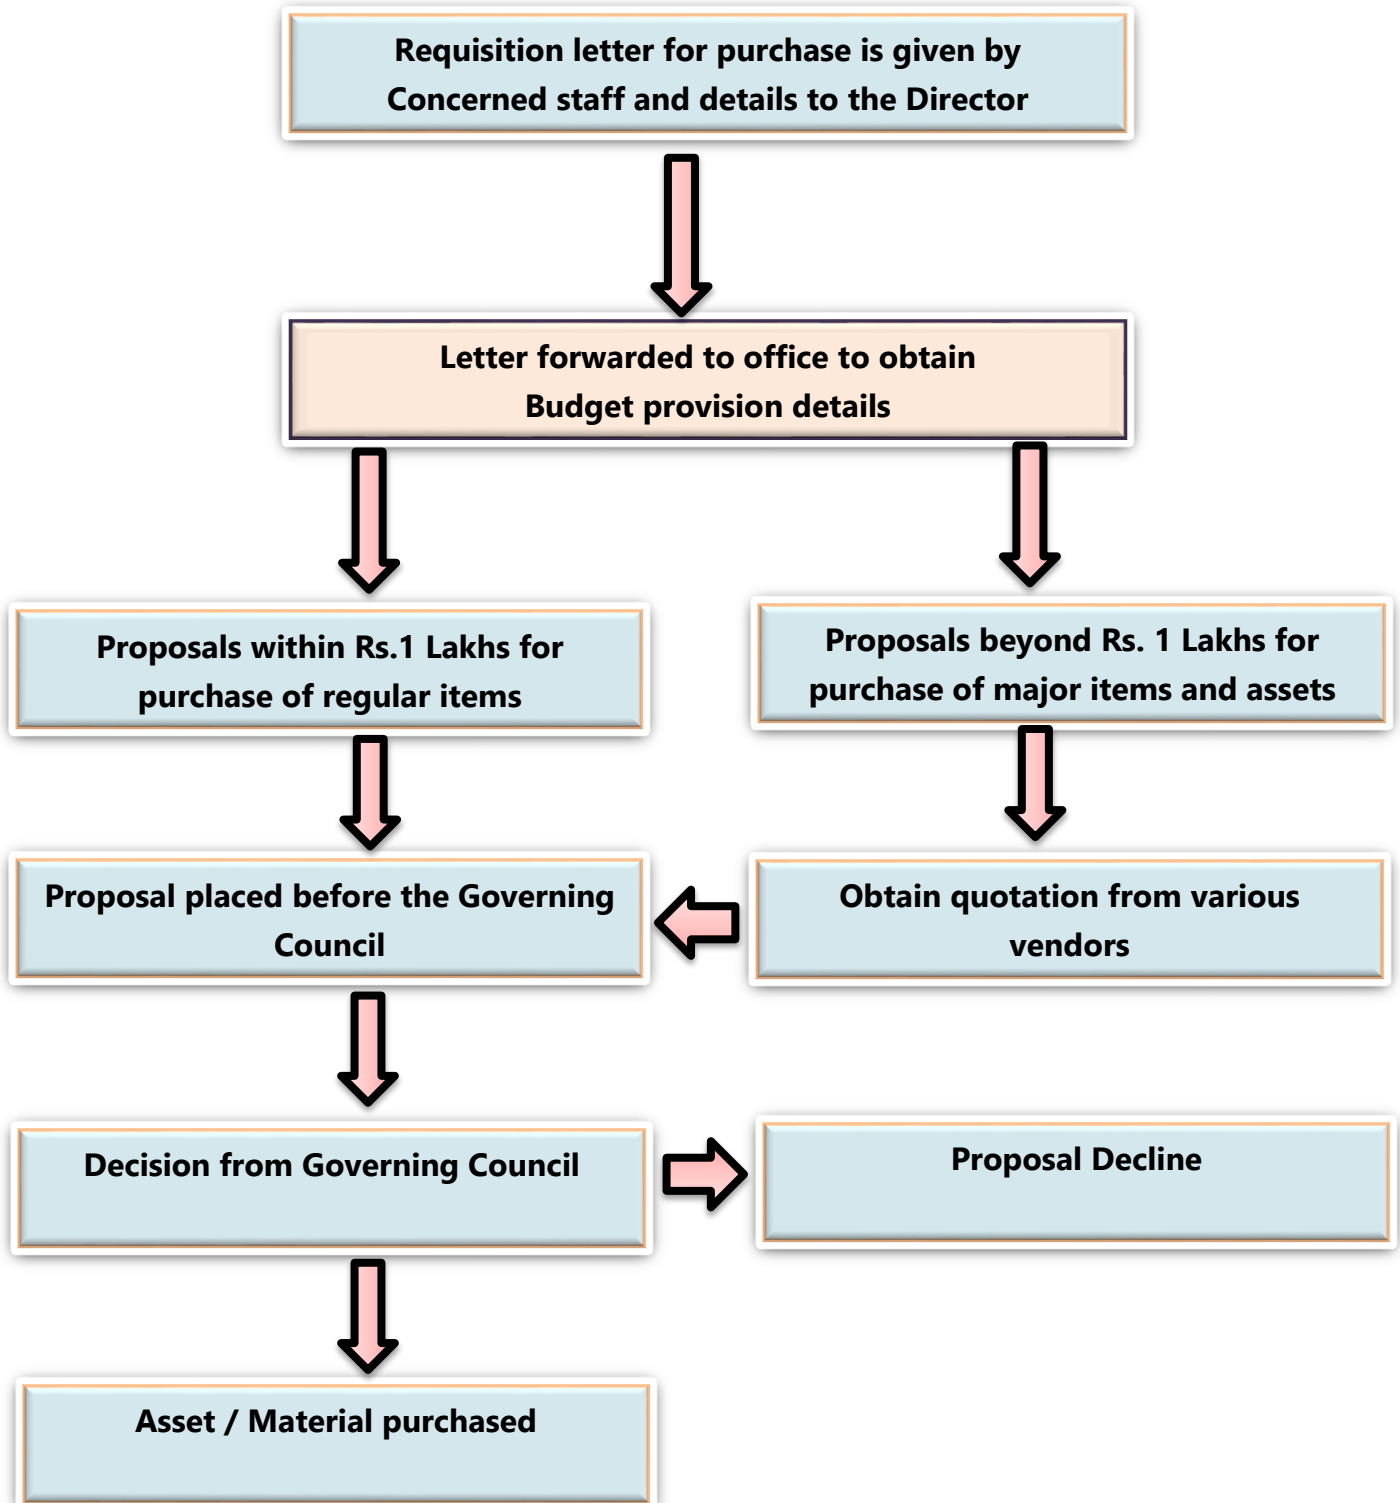 Requisition letter for purchase is given by
Concerned staff and details to the Director
Letter forwarded to office to obtain
Budget provision details
Proposals within Rs.1 Lakhs for
purchase of regular items
Proposals beyond Rs. 1 Lakhs for
purchase of major items and assets
Proposal placed before the Governing
Council
Obtain quotation from various
vendors
Decision from Governing Council
Proposal Decline
Asset / Material purchased